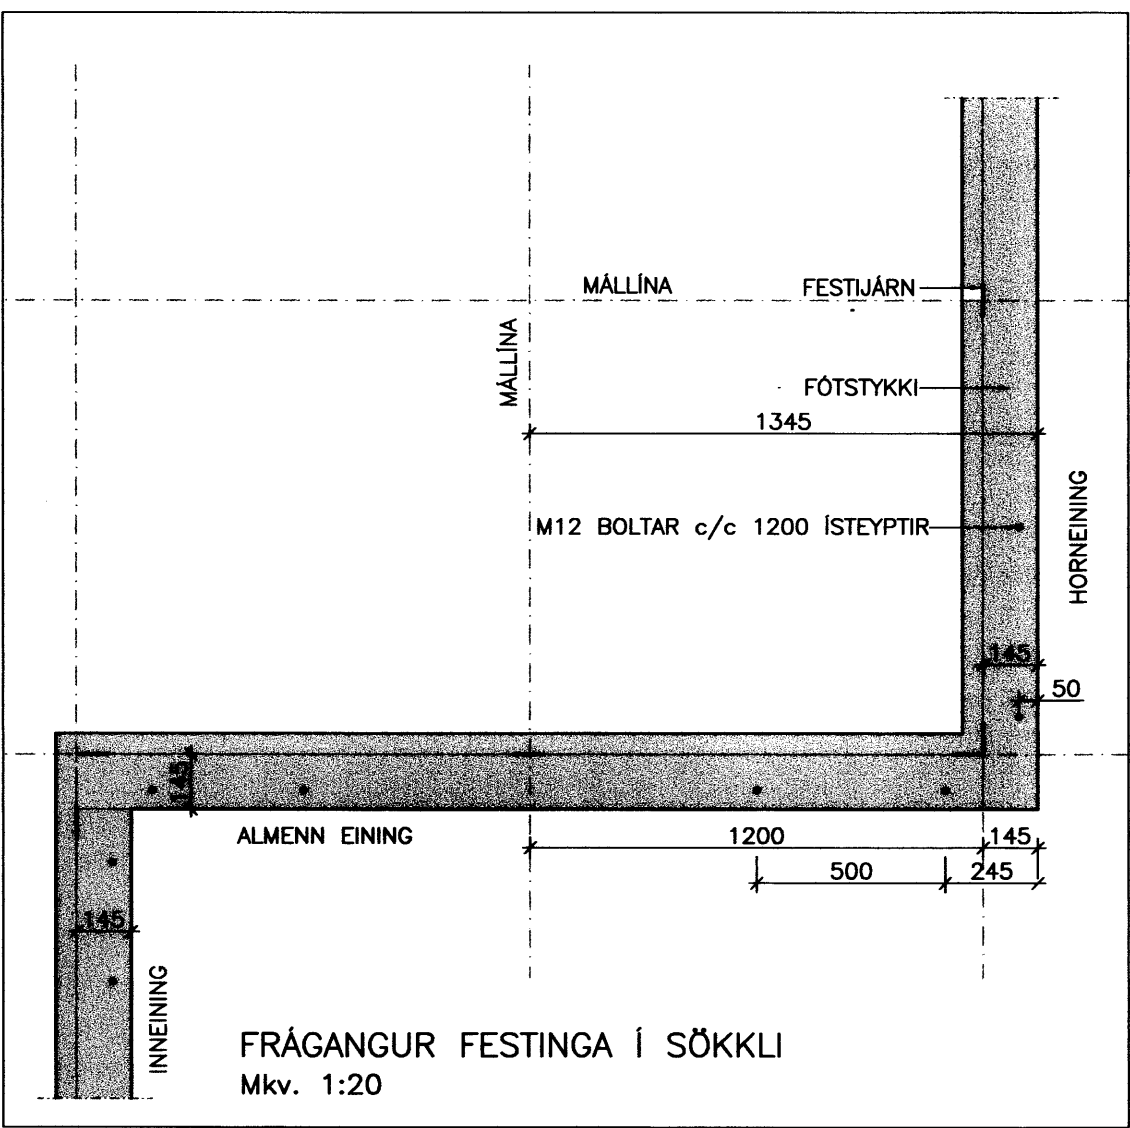 MÁLLÍNA
FESTIJÁRN
MÁLLÍNA
FÓTSTYKKI
1345
M12 BOLTAR c/c 1200 ÍSTEYPTIR
HORNEINING
145
50
145
ALMENN EINING
1200
145
500
245
145
INNEINING
FRÁGANGUR FESTINGA Í SÖKKLI
Mkv. 1:20